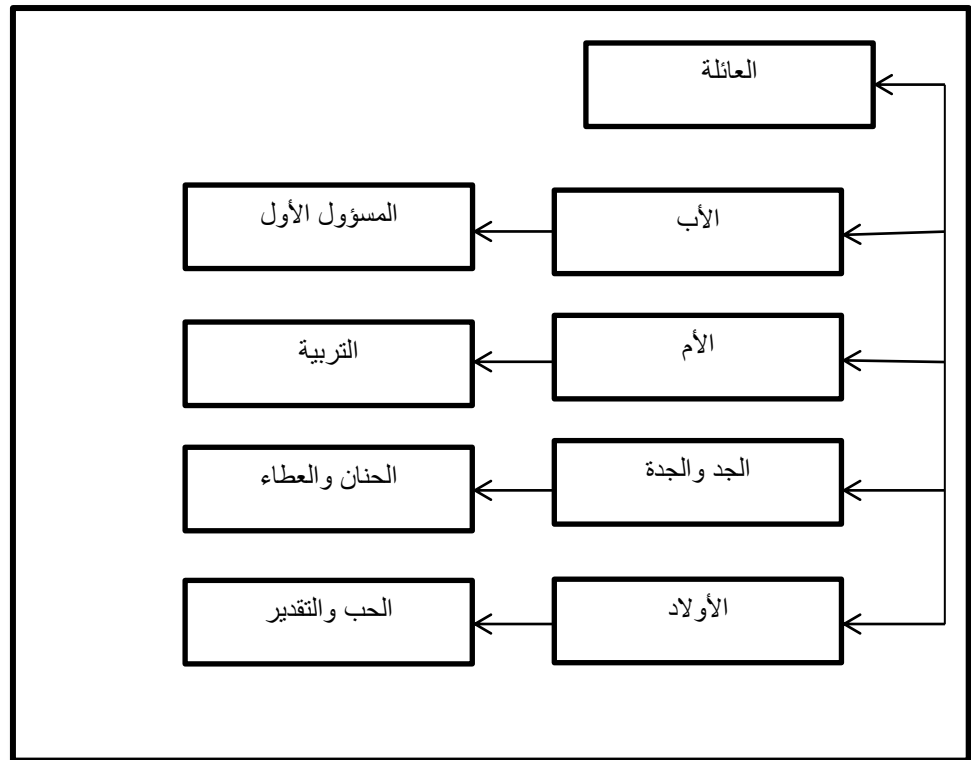 العائلة
الأب
المسؤول الأول
الأم
التربية
الجد والجدة
الحنان والعطاء
الأولاد
الحب والتقدير